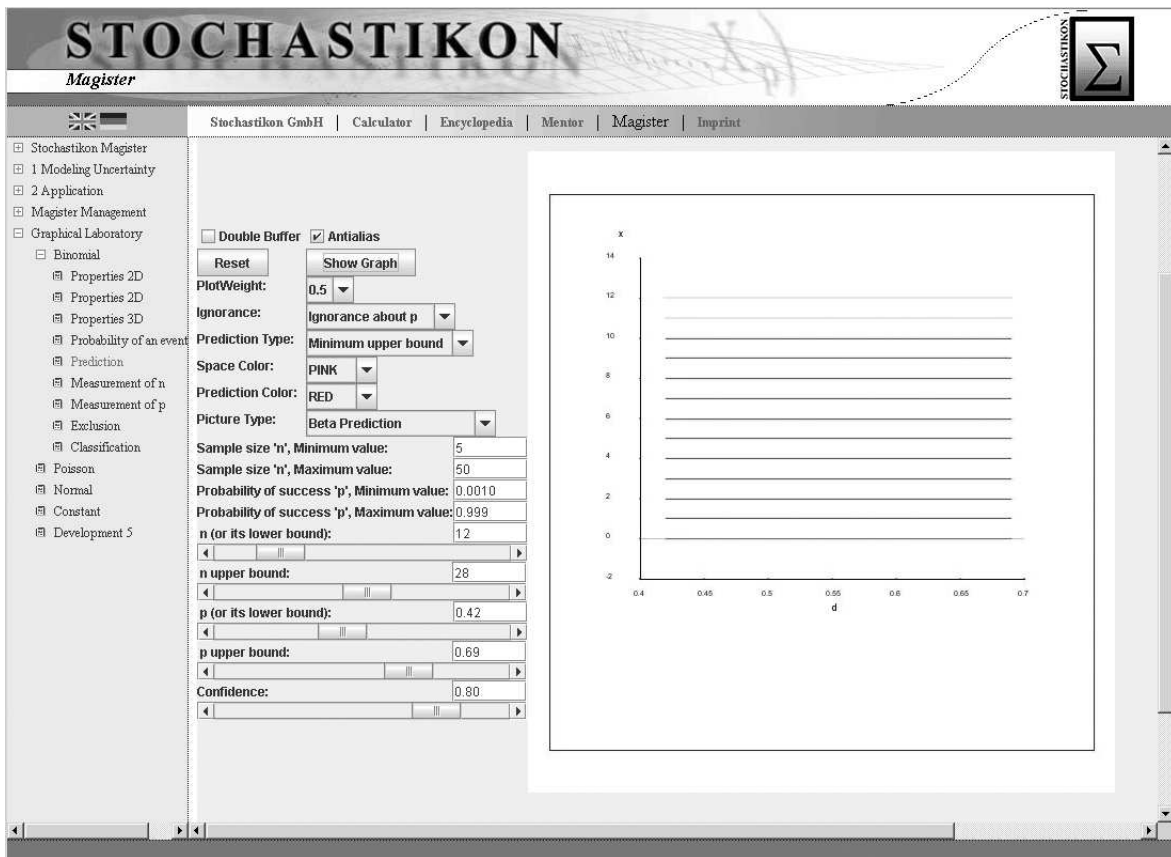 STOCHASTIKON
Magister
STOCHASTIKON
Σ
Stochastikon GmbH | Calculator | Encyclopedia | Mentor | Magister | Imprint
Stochastikon Magister
1 Modeling Uncertainty
2 Application
Magister Management
Graphical Laboratory
Binomial
Properties 2D
Properties 2D
Properties 3D
Probability of an event
Prediction
Measurement of n
Measurement of p
Exclusion
Classification
Poisson
Normal
Constant
Development 5
Double Buffer Antialias
Reset Show Graph
PlotWeight: 0.5
Ignorance: Ignorance about p
Prediction Type: Minimum upper bound
Space Color: PINK
Prediction Color: RED
Picture Type: Beta Prediction
Sample size 'n', Minimum value: 5
Sample size 'n', Maximum value: 50
Probability of success 'p', Minimum value: 0.0010
Probability of success 'p', Maximum value: 0.999
n (or its lower bound): 12
n upper bound: 28
p (or its lower bound): 0.42
p upper bound: 0.69
Confidence: 0.80
x
14
12
10
8
6
4
2
0
-2
0.4 0.45 0.5 0.55 0.6 0.65 0.7
d